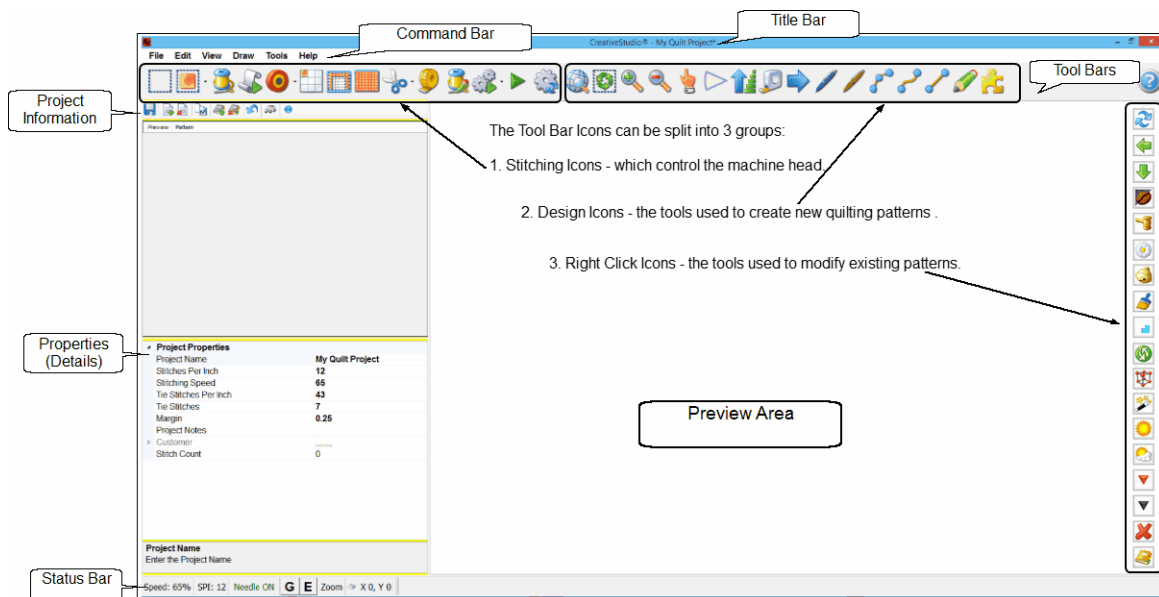 Title Bar
Command Bar
CreativeStudio® - My Quilt Project*
File Edit View Draw Tools Help
Tool Bars
Project
Information
Preview Pattern
The Tool Bar Icons can be split into 3 groups:
1. Stitching Icons - which control the machine head.
2. Design Icons - the tools used to create new quilting patterns .
3. Right Click Icons - the tools used to modify existing patterns.
Properties
(Details)
Project Properties
Project Name My Quilt Project
Stitches Per Inch 12
Stitching Speed 65
Tie Stitches Per Inch 43
Tie Stitches 7
Margin 0.25
Project Notes
Customer ........
Stitch Count 0
Preview Area
Project Name
Enter the Project Name
Status Bar
Speed: 65% SPI: 12 Needle ON G E Zoom -> X 0, Y 0